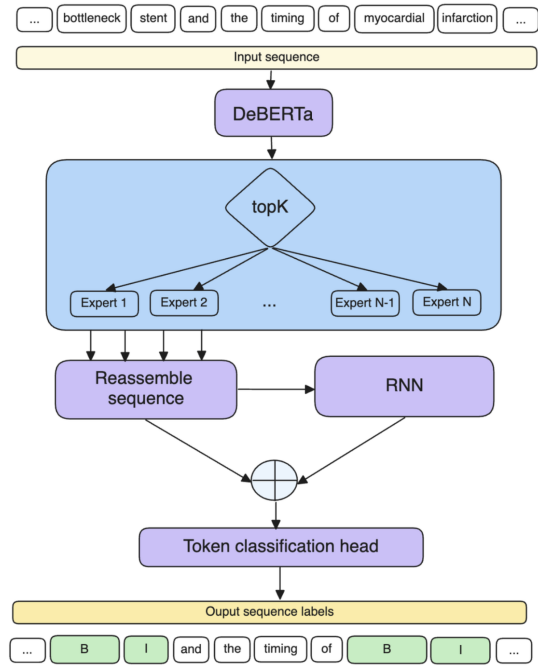 ... bottleneck stent and the timing of myocardial infarction ...
Input sequence
DeBERTa
topK
Expert 1 Expert 2 ... Expert N-1 Expert N
Reassemble
sequence
RNN
Token classification head
Ouput sequence labels
... B I and the timing of B I ...